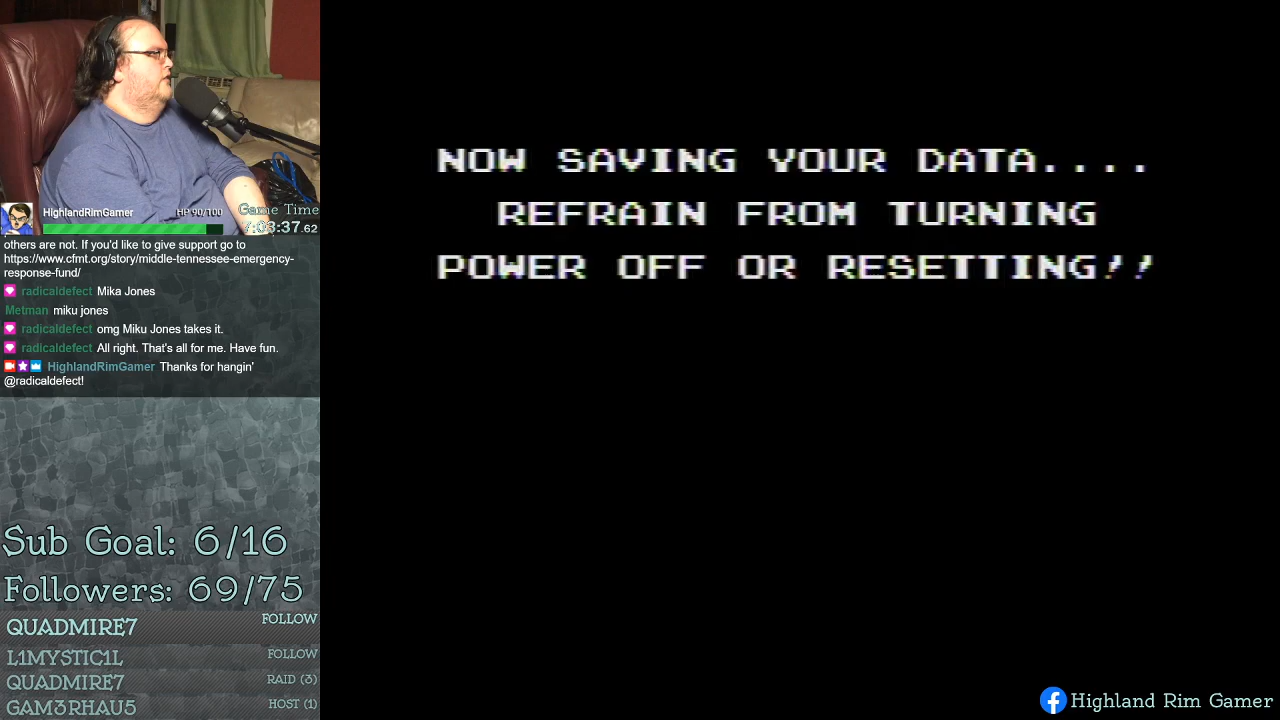 NOW SAVING YOUR DATA....
REFRAIN FROM TURNING
POWER OFF OR RESETTING!!
HighlandRimGamer
HP 90/100
Game Time
7:03:37.62
others are not. If you'd like to give support go to
https://www.cfmt.org/story/middle-tennessee-emergency-
response-fund/
radicaldefect Mika Jones
Metman miku jones
radicaldefect omg Miku Jones takes it.
radicaldefect All right. That's all for me. Have fun.
HighlandRimGamer Thanks for hangin'
@radicaldefect!
Sub Goal: 6/16
Followers: 69/75
QUADMIRE7 FOLLOW
L1MYSTIC1L FOLLOW
QUADMIRE7 RAID (3)
GAM3RHAU5 HOST (1)
Highland Rim Gamer